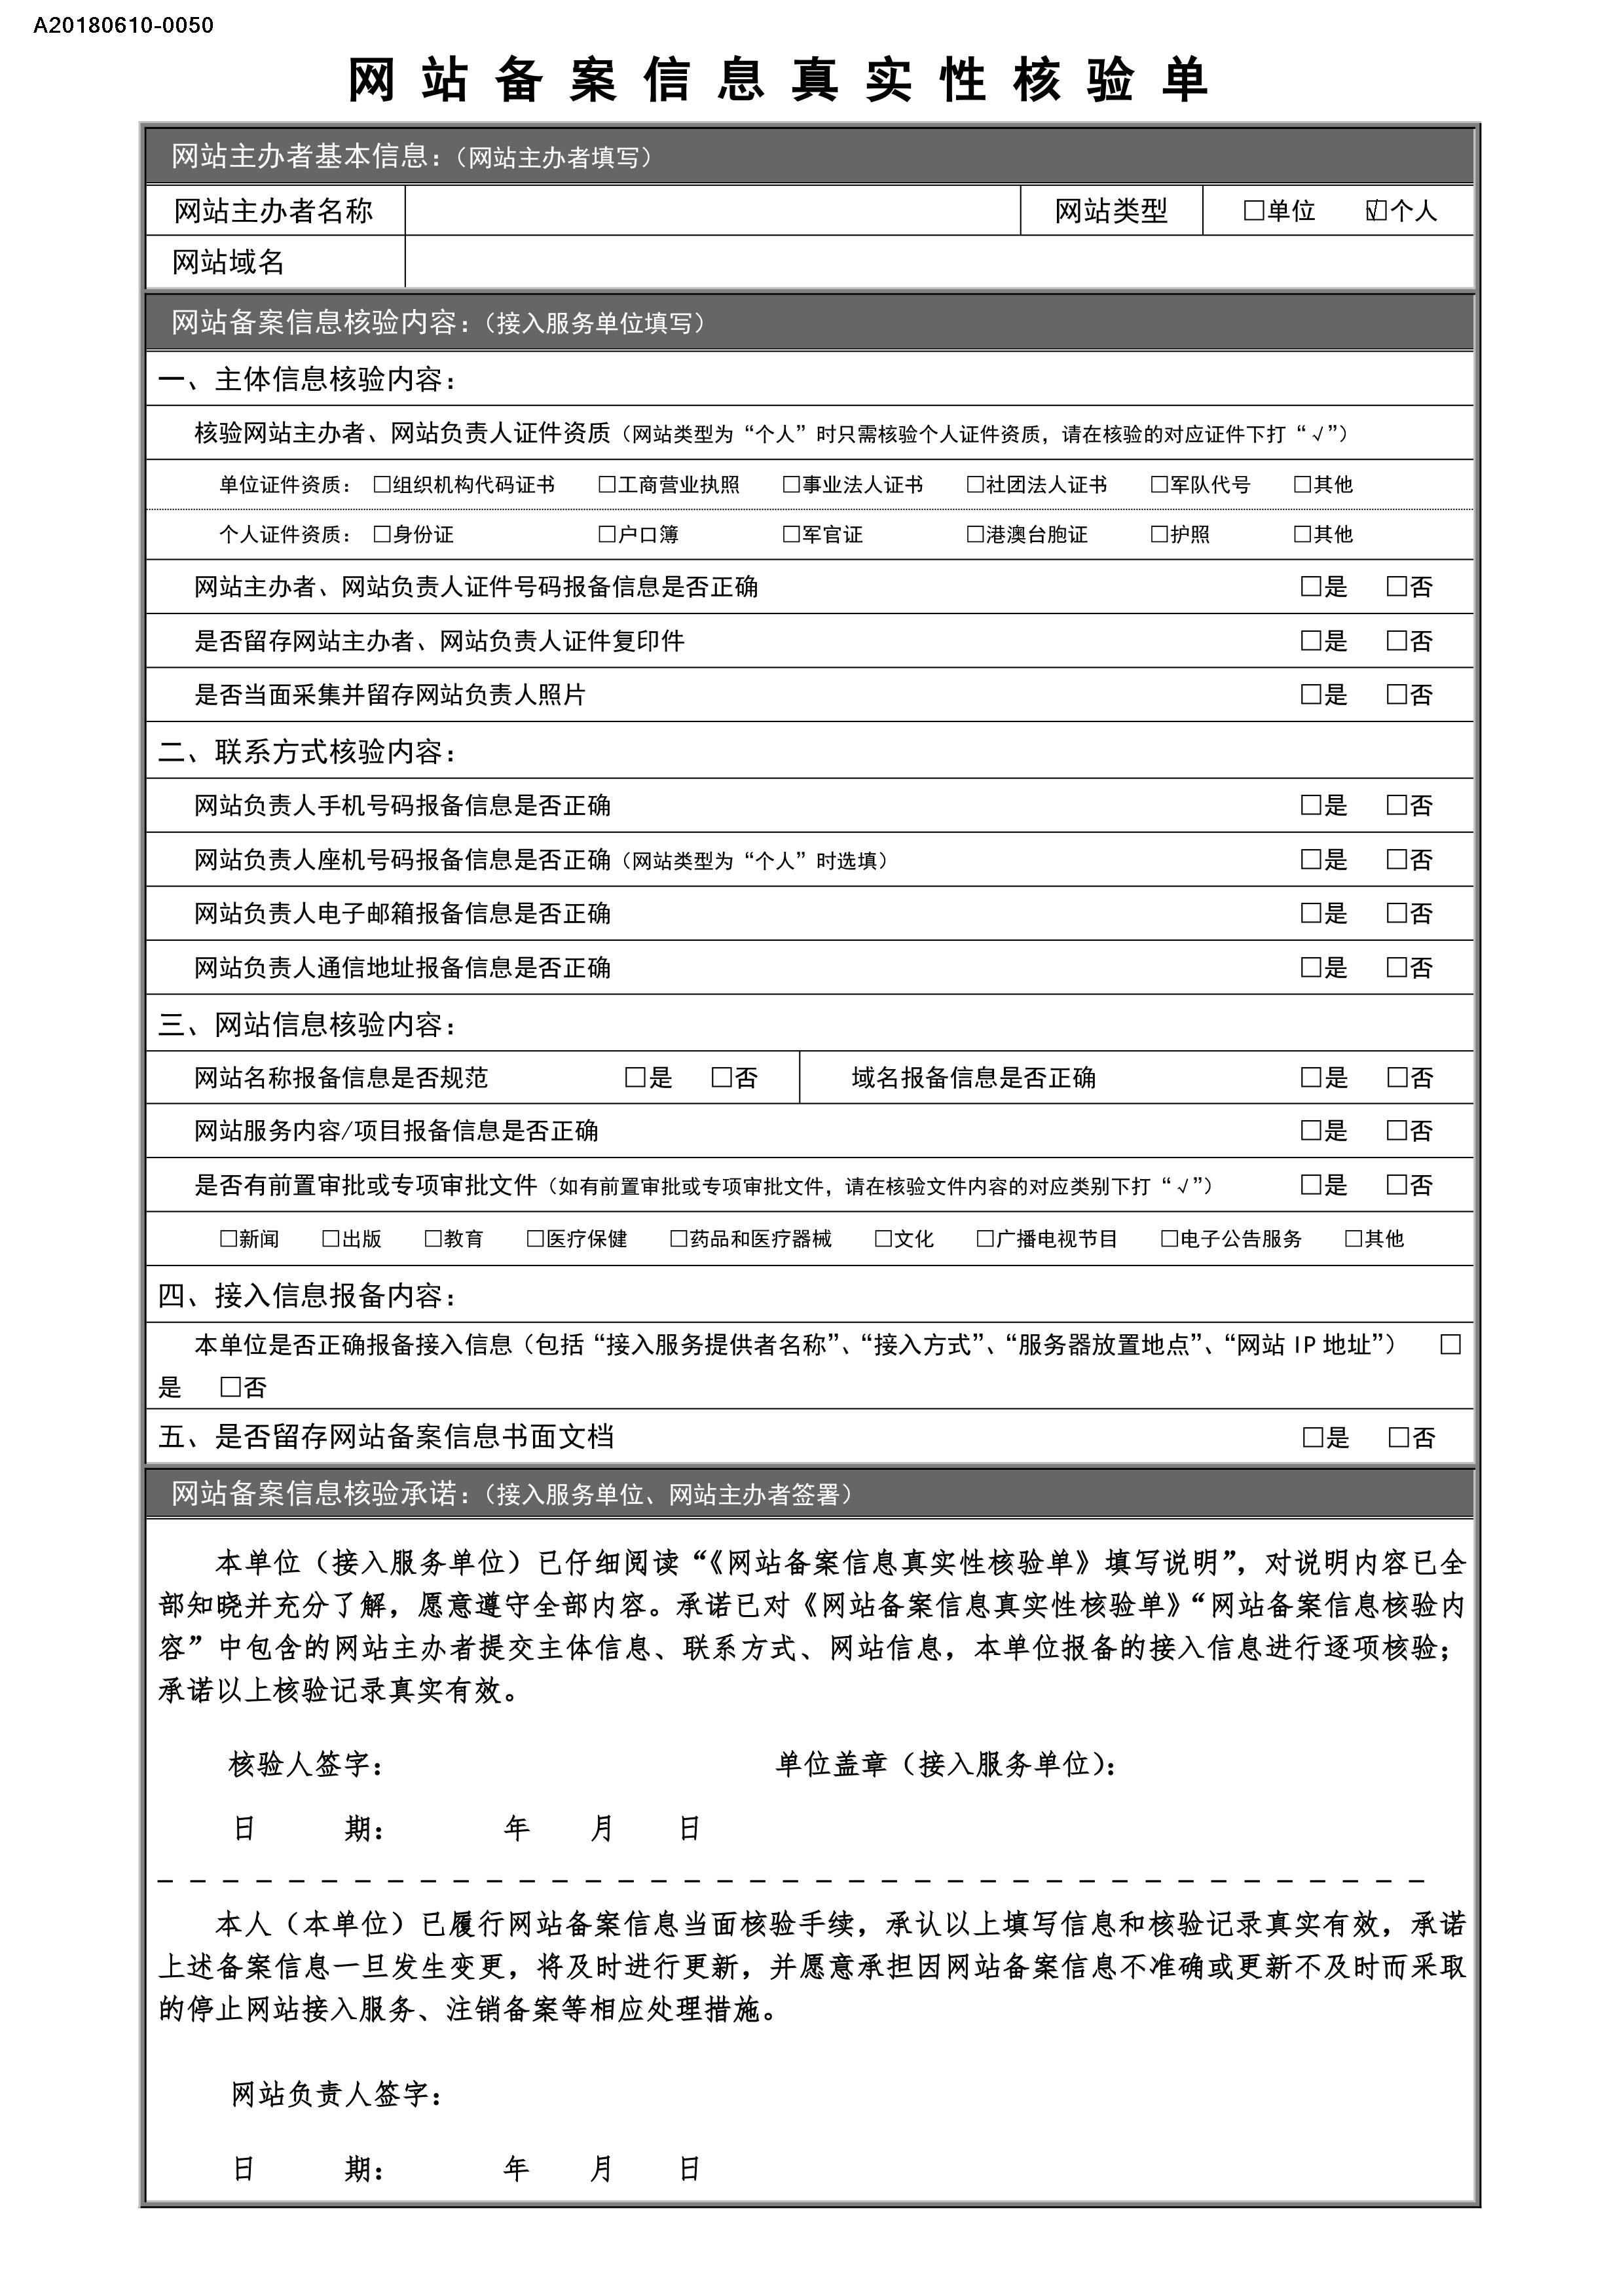 A20180610-0050
网站备案信息真实性核验单
网站主办者基本信息：（网站主办者填写）
网站主办者名称 网站类型 □单位 ☑个人
网站域名
网站备案信息核验内容：（接入服务单位填写）
一、主体信息核验内容：
核验网站主办者、网站负责人证件资质（网站类型为“个人”时只需核验个人证件资质，请在核验的对应证件下打“√”）
单位证件资质： □组织机构代码证书 □工商营业执照 □事业法人证书 □社团法人证书 □军队代号 □其他
个人证件资质： □身份证 □户口簿 □军官证 □港澳台胞证 □护照 □其他
网站主办者、网站负责人证件号码报备信息是否正确 □是 □否
是否留存网站主办者、网站负责人证件复印件 □是 □否
是否当面采集并留存网站负责人照片 □是 □否
二、联系方式核验内容：
网站负责人手机号码报备信息是否正确 □是 □否
网站负责人座机号码报备信息是否正确（网站类型为“个人”时选填） □是 □否
网站负责人电子邮箱报备信息是否正确 □是 □否
网站负责人通信地址报备信息是否正确 □是 □否
三、网站信息核验内容：
网站名称报备信息是否规范 □是 □否 域名报备信息是否正确 □是 □否
网站服务内容/项目报备信息是否正确 □是 □否
是否有前置审批或专项审批文件（如有前置审批或专项审批文件，请在核验文件内容的对应类别下打“√”） □是 □否
□新闻 □出版 □教育 □医疗保健 □药品和医疗器械 □文化 □广播电视节目 □电子公告服务 □其他
四、接入信息报备内容：
本单位是否正确报备接入信息（包括“接入服务提供者名称”、“接入方式”、“服务器放置地点”、“网站 IP 地址”） □
是 □否
五、是否留存网站备案信息书面文档 □是 □否
网站备案信息核验承诺：（接入服务单位、网站主办者签署）
本单位（接入服务单位）已仔细阅读“《网站备案信息真实性核验单》填写说明”，对说明内容已全
部知晓并充分了解，愿意遵守全部内容。承诺已对《网站备案信息真实性核验单》“网站备案信息核验内
容”中包含的网站主办者提交主体信息、联系方式、网站信息，本单位报备的接入信息进行逐项核验；
承诺以上核验记录真实有效。
核验人签字： 单位盖章（接入服务单位）：
日 期： 年 月 日
本人（本单位）已履行网站备案信息当面核验手续，承认以上填写信息和核验记录真实有效，承诺
上述备案信息一旦发生变更，将及时进行更新，并愿意承担因网站备案信息不准确或更新不及时而采取
的停止网站接入服务、注销备案等相应处理措施。
网站负责人签字：
日 期： 年 月 日